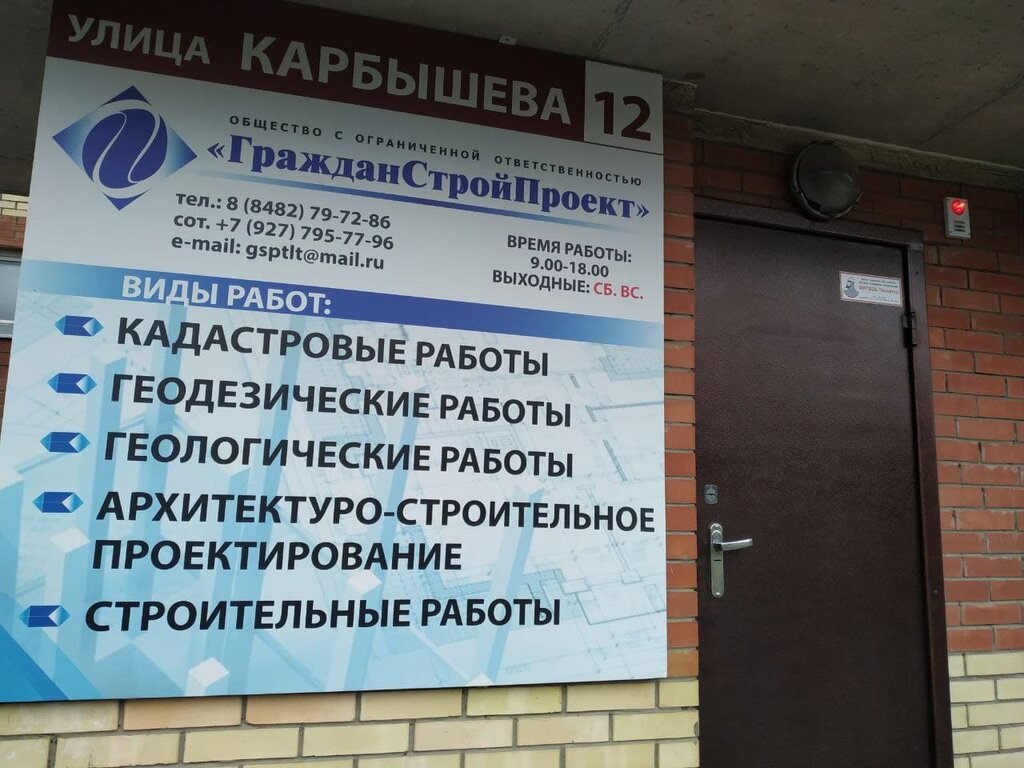 УЛИЦА КАРБЫШЕВА 12
ОБЩЕСТВО С ОГРАНИЧЕННОЙ ОТВЕТСТВЕННОСТЬЮ
«ГражданСтройПроект»
тел.: 8 (8482) 79-72-86
сот. +7 (927) 795-77-96
e-mail: gsptlt@mail.ru
ВРЕМЯ РАБОТЫ:
9.00-18.00
ВЫХОДНЫЕ: СБ. ВС.
ВИДЫ РАБОТ:
КАДАСТРОВЫЕ РАБОТЫ
ГЕОДЕЗИЧЕСКИЕ РАБОТЫ
ГЕОЛОГИЧЕСКИЕ РАБОТЫ
АРХИТЕКТУРО-СТРОИТЕЛЬНОЕ
ПРОЕКТИРОВАНИЕ
СТРОИТЕЛЬНЫЕ РАБОТЫ